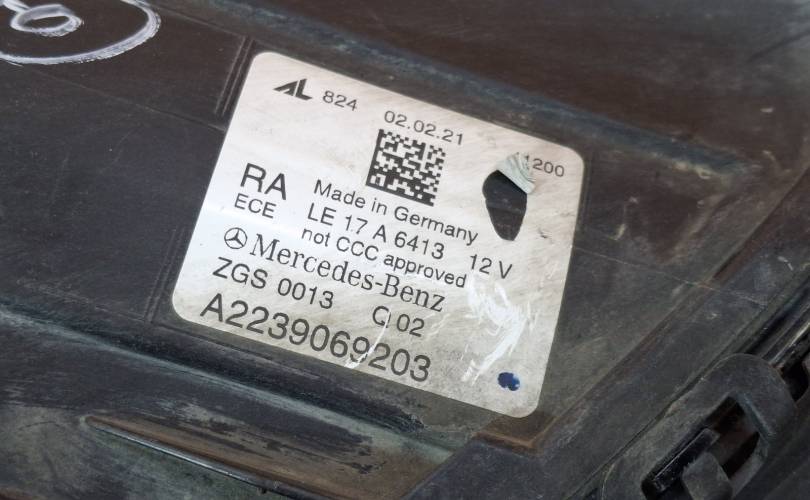 AL 824 02.02.21
RA Made in Germany
ECE LE 17 A 6413 12 V
not CCC approved
Mercedes-Benz
ZGS 0013 Q 02
A2239069203